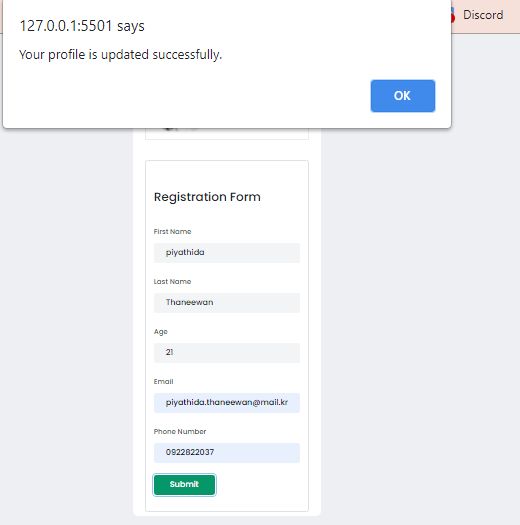 127.0.0.1:5501 says
Discord
Your profile is updated successfully.
OK
Registration Form
First Name
piyathida
Last Name
Thaneewan
Age
21
Email
piyathida.thaneewan@mail.kr
Phone Number
0922822037
Submit